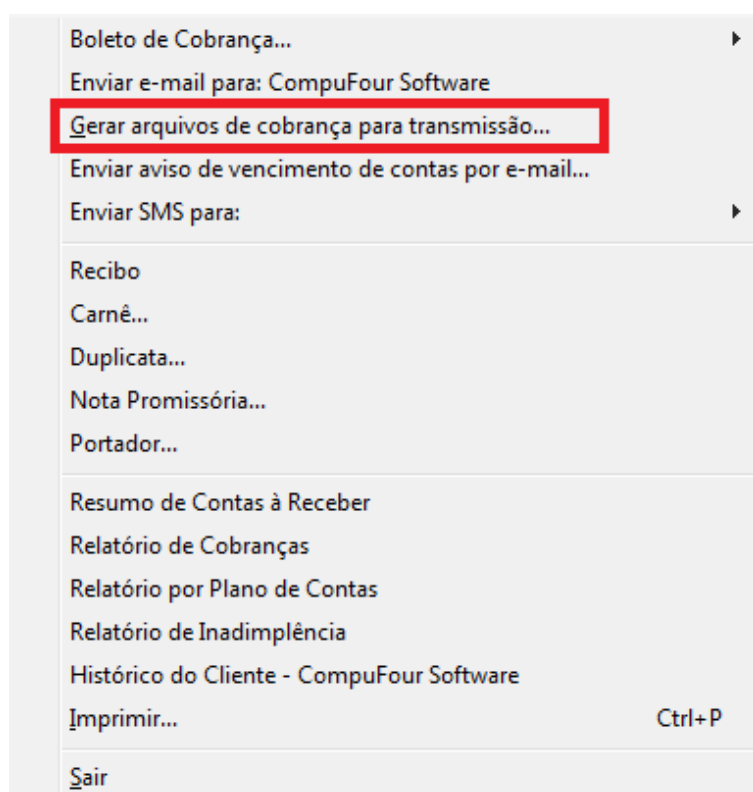 Boleto de Cobrança...
Enviar e-mail para: CompuFour Software
Gerar arquivos de cobrança para transmissão...
Enviar aviso de vencimento de contas por e-mail...
Enviar SMS para:
Recibo
Carnê...
Duplicata...
Nota Promissória...
Portador...
Resumo de Contas à Receber
Relatório de Cobranças
Relatório por Plano de Contas
Relatório de Inadimplência
Histórico do Cliente - CompuFour Software
Imprimir... Ctrl+P
Sair